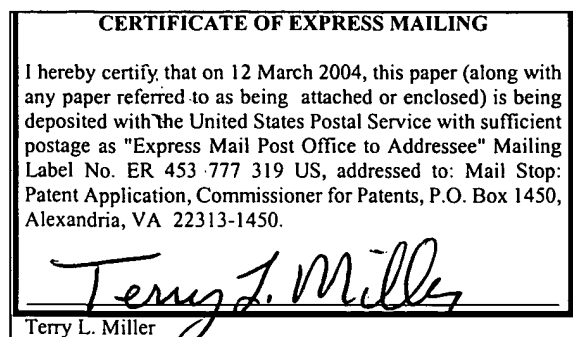 CERTIFICATE OF EXPRESS MAILING
I hereby certify, that on 12 March 2004, this paper (along with
any paper referred to as being attached or enclosed) is being
deposited with the United States Postal Service with sufficient
postage as "Express Mail Post Office to Addressee" Mailing
Label No. ER 453 777 319 US, addressed to: Mail Stop:
Patent Application, Commissioner for Patents, P.O. Box 1450,
Alexandria, VA 22313-1450.
Terry L. Miller
Terry L. Miller